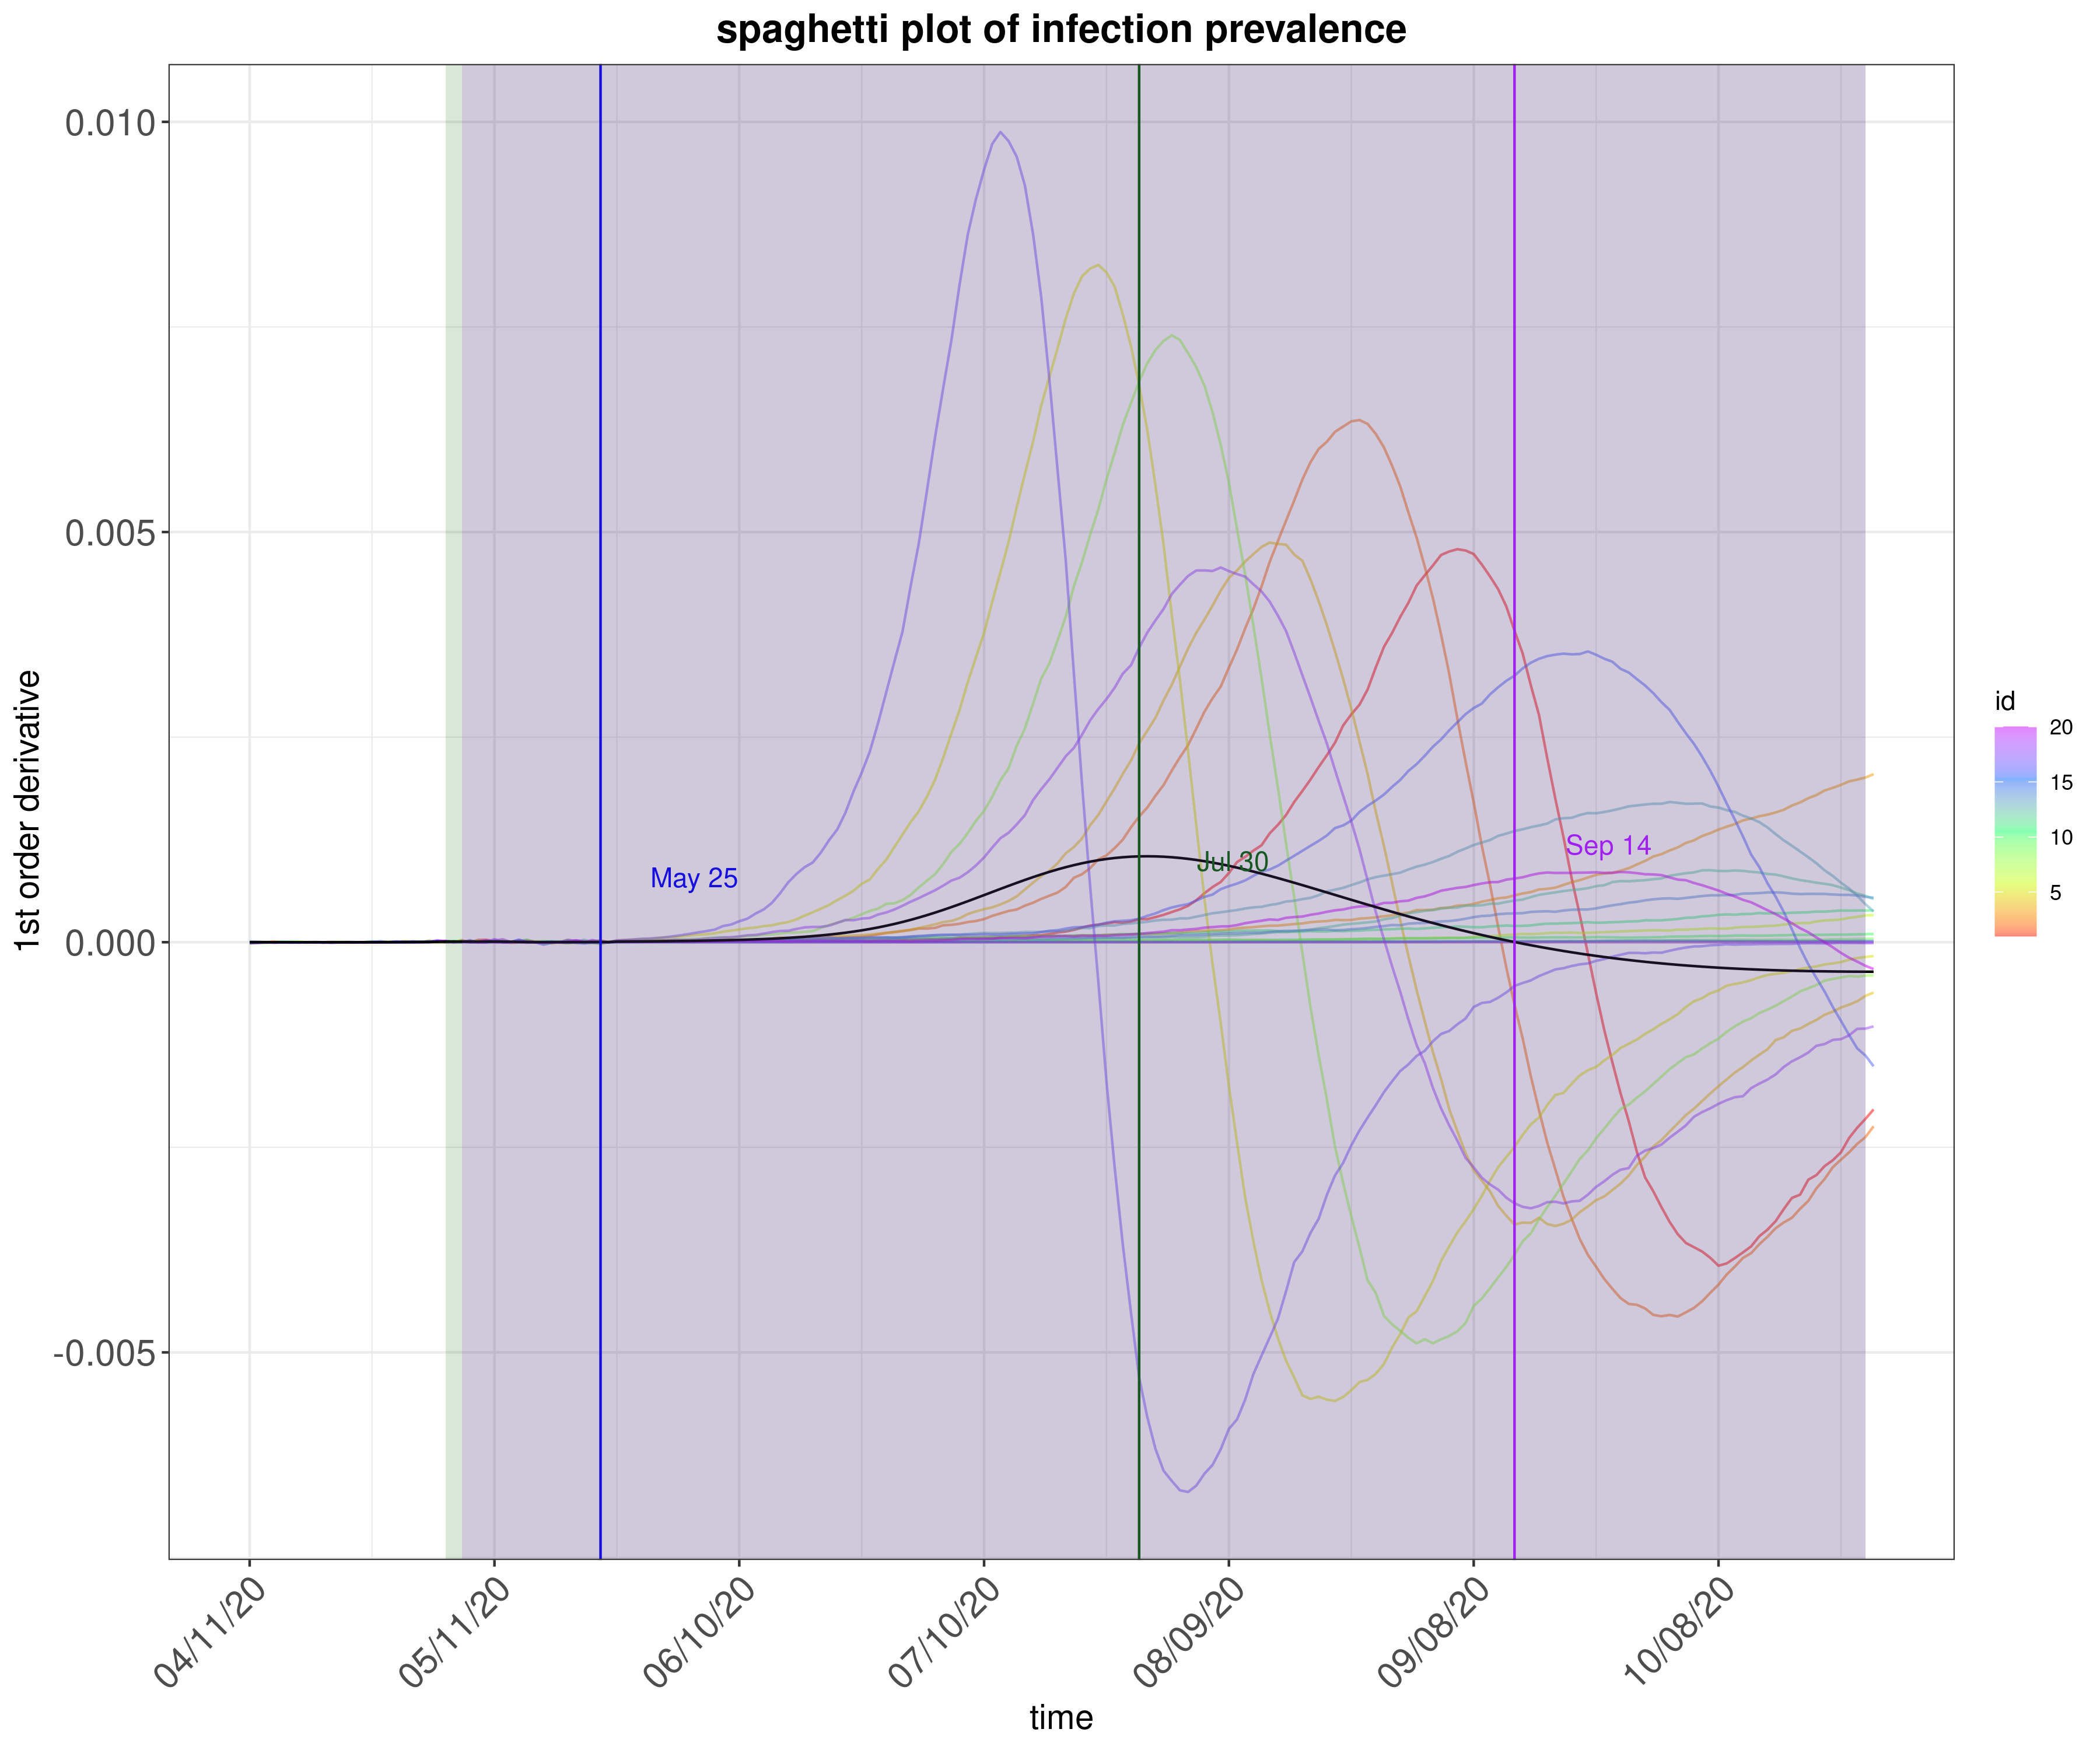 spaghetti plot of infection prevalence
0.010
0.005
0.000
-0.005
1st order derivative
May 25
Jul 30
Sep 14
04/11/20
05/11/20
06/10/20
07/10/20
08/09/20
09/08/20
10/08/20
time
id
20
15
10
5